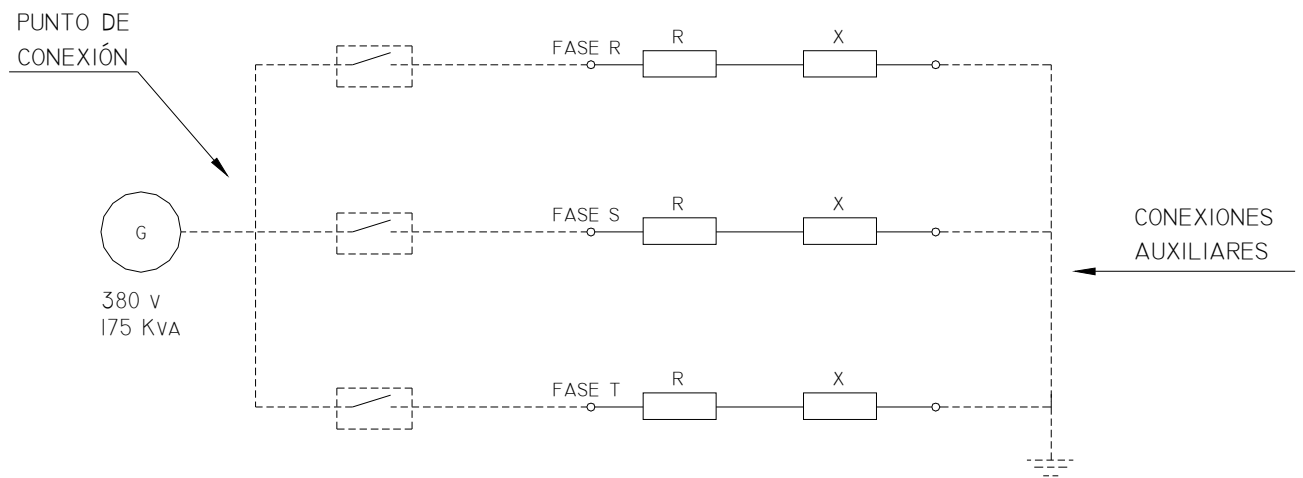 PUNTO DE
CONEXIÓN
FASE R
R
X
G
380 V
175 KVA
FASE S
R
X
CONEXIONES
AUXILIARES
FASE T
R
X